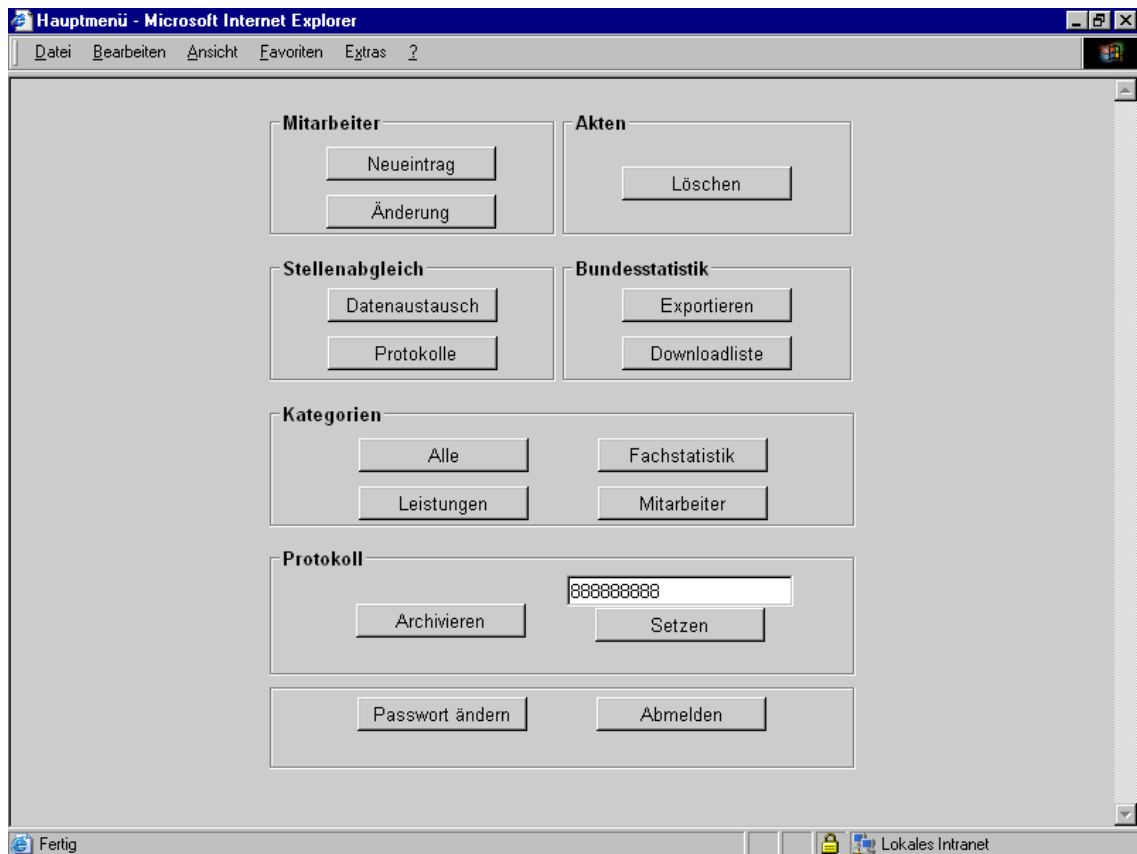 Hauptmenü - Microsoft Internet Explorer
Datei Bearbeiten Ansicht Favoriten Extras ?
Mitarbeiter
Neueintrag
Änderung
Akten
Löschen
Stellenabgleich
Datenaustausch
Protokolle
Bundesstatistik
Exportieren
Downloadliste
Kategorien
Alle
Fachstatistik
Leistungen
Mitarbeiter
Protokoll
888888888
Archivieren
Setzen
Passwort ändern
Abmelden
Fertig
Lokales Intranet